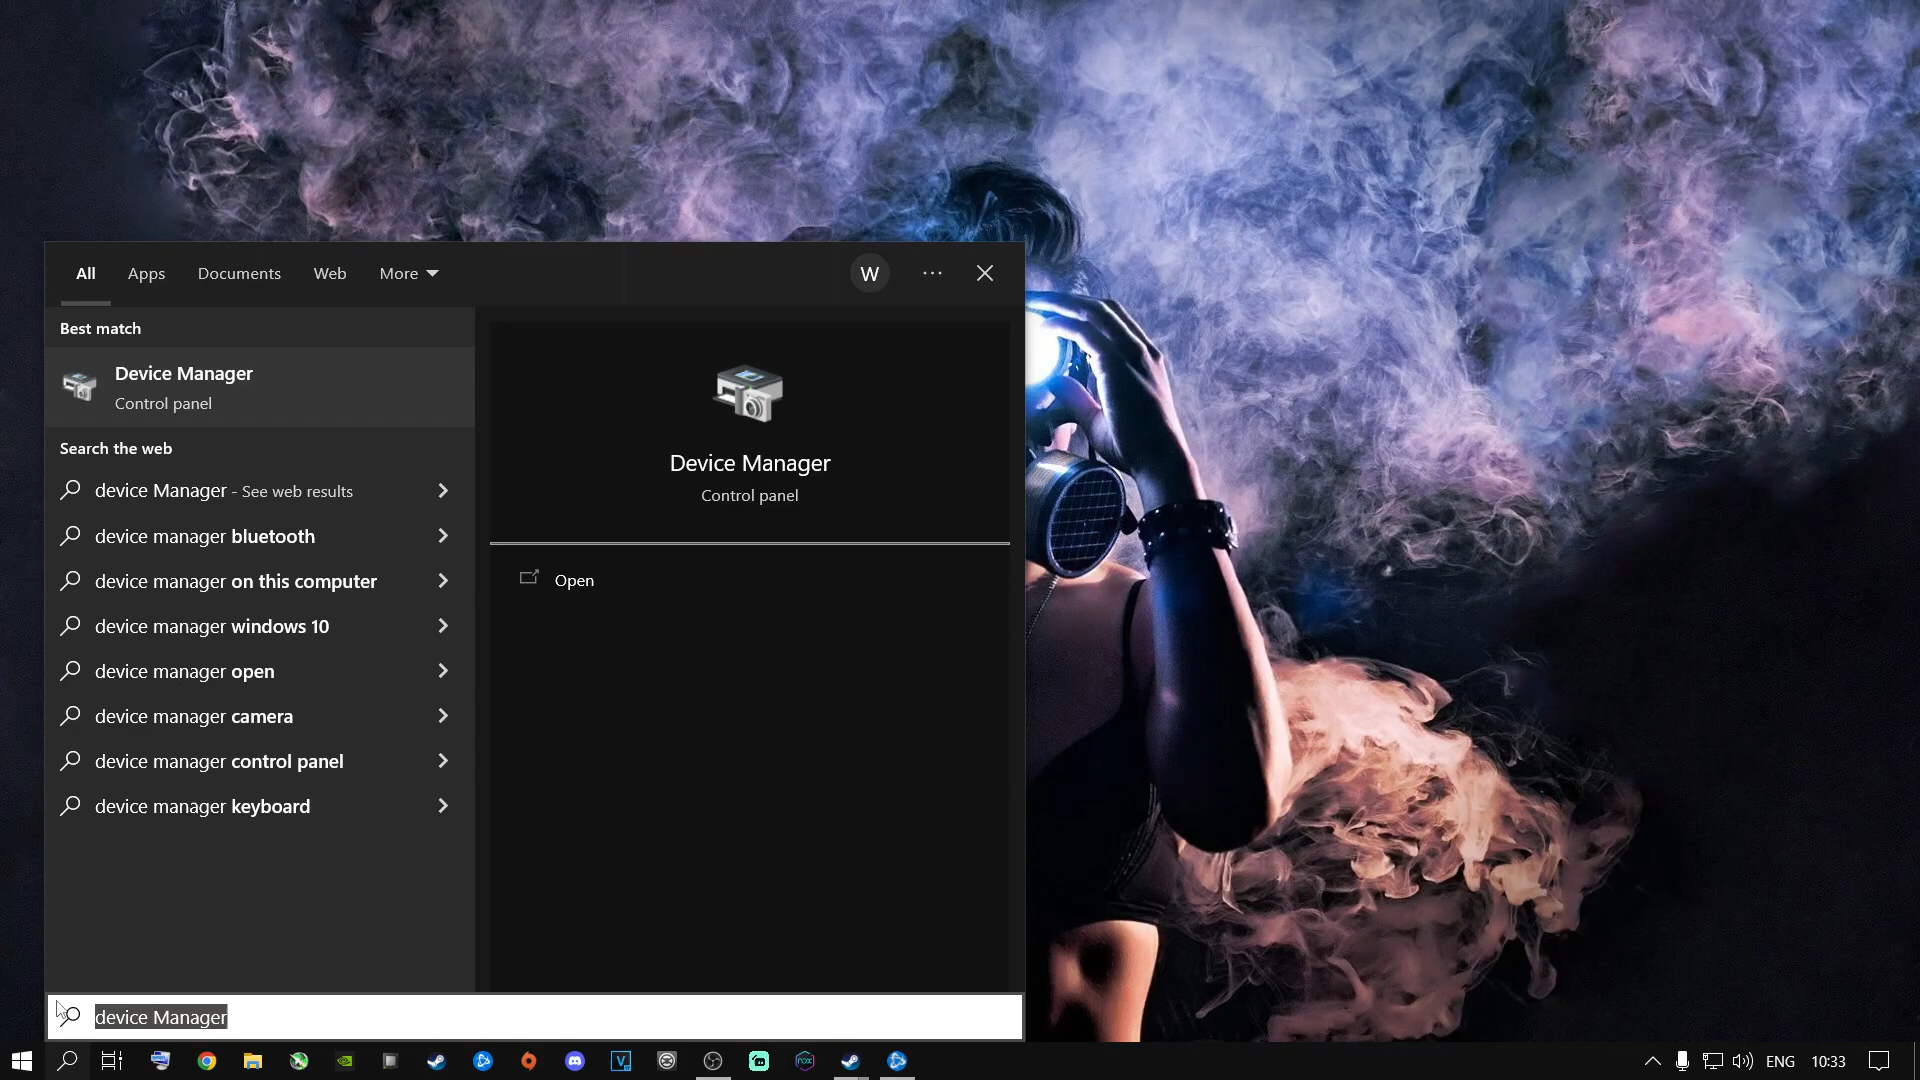 All Apps Documents Web More W
Best match
Device Manager
Control panel
Search the web
device Manager - See web results
device manager bluetooth
device manager on this computer
device manager windows 10
device manager open
device manager camera
device manager control panel
device manager keyboard
Device Manager
Control panel
Open
device Manager
ENG 10:33